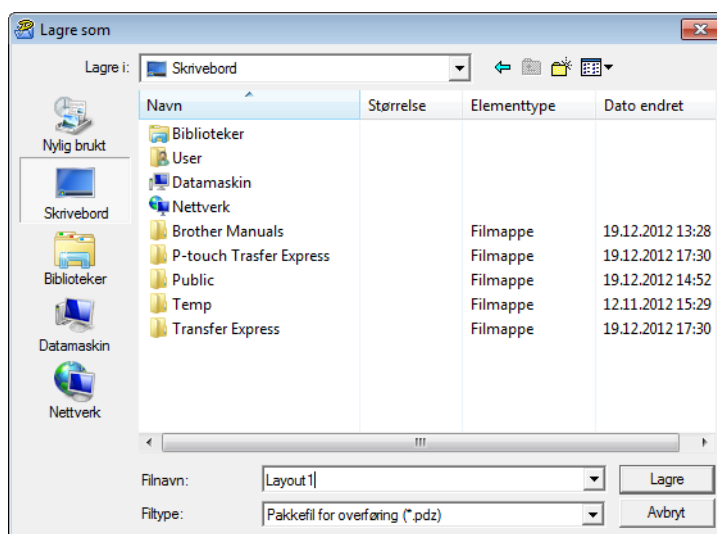 Lagre som
Lagre i: Skrivebord
Navn Størrelse Elementtype Dato endret
Nylig brukt
Skrivebord
Biblioteker
Datamaskin
Nettverk
Biblioteker
User
Datamaskin
Nettverk
Brother Manuals Filmappe 19.12.2012 13:28
P-touch Trasfer Express Filmappe 19.12.2012 17:30
Public Filmappe 19.12.2012 14:52
Temp Filmappe 12.11.2012 15:29
Transfer Express Filmappe 19.12.2012 17:30
Filnavn: Layout1 Lagre
Filtype: Pakkefil for overføring (*.pdz) Avbryt